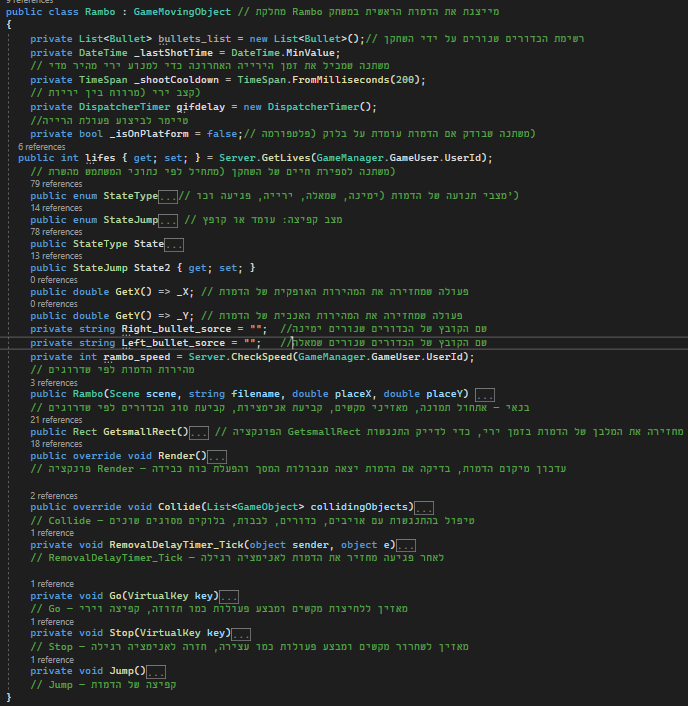 9 references
public class Rambo : GameMovingObject // מייצגת את הדמות הראשית במשחק Rambo מחלקת
{
private List<Bullet> bullets_list = new List<Bullet>();// רשימת הכדורים שנורים על ידי השחקן
private DateTime _lastShotTime = DateTime.MinValue;
// משתנה שמכיל את זמן הירייה האחרונה כדי למנוע ירי מהיר מדי
private TimeSpan _shootCooldown = TimeSpan.FromMilliseconds(200);
// קצב ירי (מרווח בין יריות)
private DispatcherTimer gifdelay = new DispatcherTimer();
//טיימר לביצוע פעולת הרייה
private bool _isOnPlatform = false;// משתנה שבודק אם הדמות עומדת על בלוק (פלטפורמה)
6 references
public int lifes { get; set; } = Server.GetLives(GameManager.GameUser.UserId);
// משתנה לספירת חיים של השחקן (מתחיל לפי נתוני המשתמש מהשרת)
79 references
public enum StateType...// מצבי תנועה של הדמות (ימינה, שמאלה, ירייה, פגיעה וכו')
14 references
public enum StateJump... // מצב קפיצה: עומד או קופץ
78 references
public StateType State...
13 references
public StateJump State2 { get; set; }
0 references
public double GetX() => _X; // פעולה שמחזירה את המהירות האופקית של הדמות
0 references
public double GetY() => _Y; // פעולה שמחזירה את המהירות האנכית של הדמות
private string Right_bullet_sorce = "";  //שם הקובץ של הכדורים שנורים ימינה
private string Left_bullet_sorce = "";   //שם הקובץ של הכדורים שנורים שמאלה
private int rambo_speed = Server.CheckSpeed(GameManager.GameUser.UserId);
// מהירות הדמות לפי שדרוגים
3 references
public Rambo(Scene scene, string filename, double placeX, double placeY) ...
// בנאי – אתחול תמונה, מאזיני מקשים, קביעת אנימציות, קביעת סוג הכדורים לפי שדרוגים
21 references
public Rect GetsmallRect()... // מחזירה את המלבן של הדמות בזמן ירי, כדי לדייק התנגשות GetsmallRect הפונקציה
18 references
public override void Render()...
// עדכון מיקום הדמות, בדיקה אם הדמות יצאה מגבולות המסך והפעלת כוח כבידה – Render פונקציה
2 references
public override void Collide(List<GameObject> collidingObjects)...
// Collide – טיפול בהתנגשות עם אויבים, כדורים, לבבות, בלוקים מסוגים שונים
1 reference
private void RemovalDelayTimer_Tick(object sender, object e)...
// RemovalDelayTimer_Tick – לאחר פגיעה מחזיר את הדמות לאנימציה רגילה
1 reference
private void Go(VirtualKey key)...
// Go – מאזין ללחיצות מקשים ומבצע פעולות כמו תזוזה, קפיצה וירי
1 reference
private void Stop(VirtualKey key)...
// Stop – מאזין לשחרור מקשים ומבצע פעולות כמו עצירה, חזרה לאנימציה רגילה
1 reference
private void Jump()...
// Jump – קפיצה של הדמות
}